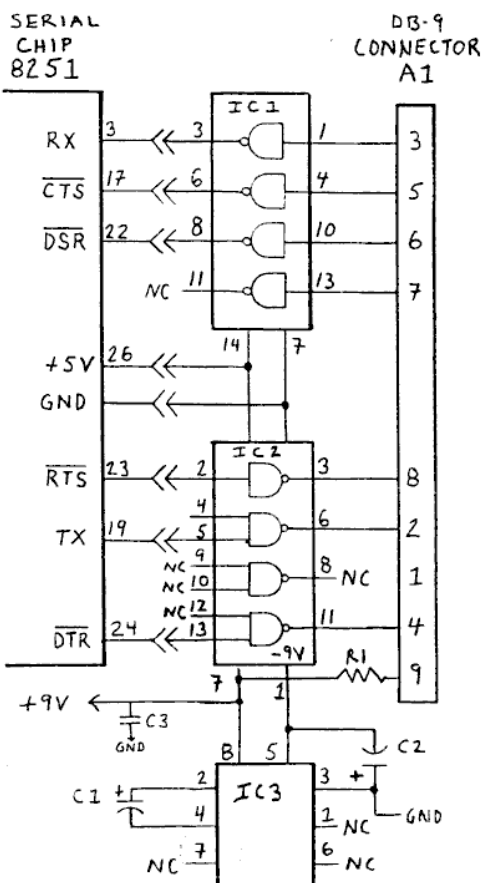 SERIAL CHIP 8251
DB-9 CONNECTOR A1
IC1
RX 3 3 1 3
CTS 17 6 4 5
DSR 22 8 10 6
NC 11 13 7
14 7
+5V 26
GND
IC2
RTS 23 2 3 8
4
TX 19 5 6 2
NC 9
NC 10 8 NC 1
NC 12
DTR 24 13 11 4
-9V
7 1 R1 9
+9V
C3
GND
8 5
C2
C1 + 2 IC3 3 +
4 1 NC GND
NC 7 6 NC